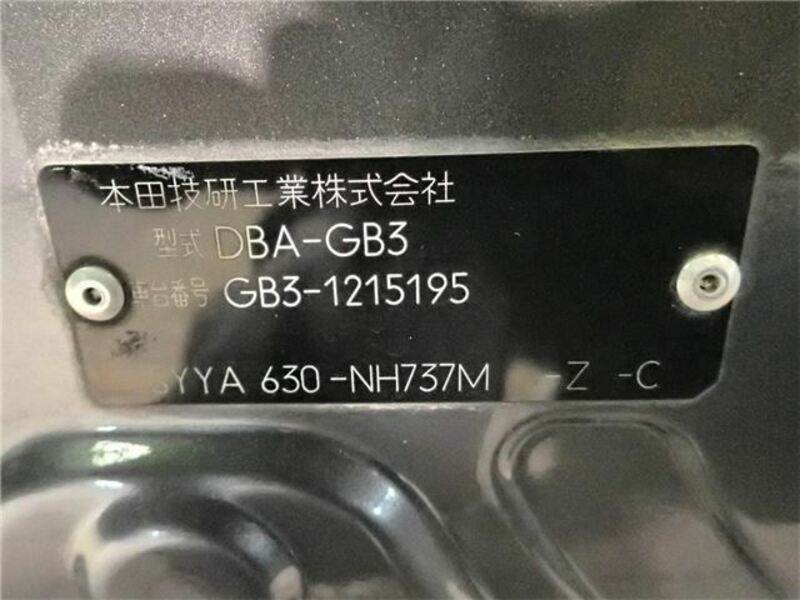 本田技研工業株式会社
型式 DBA-GB3
車台番号 GB3-1215195
SYYA 630-NH737M -Z -C